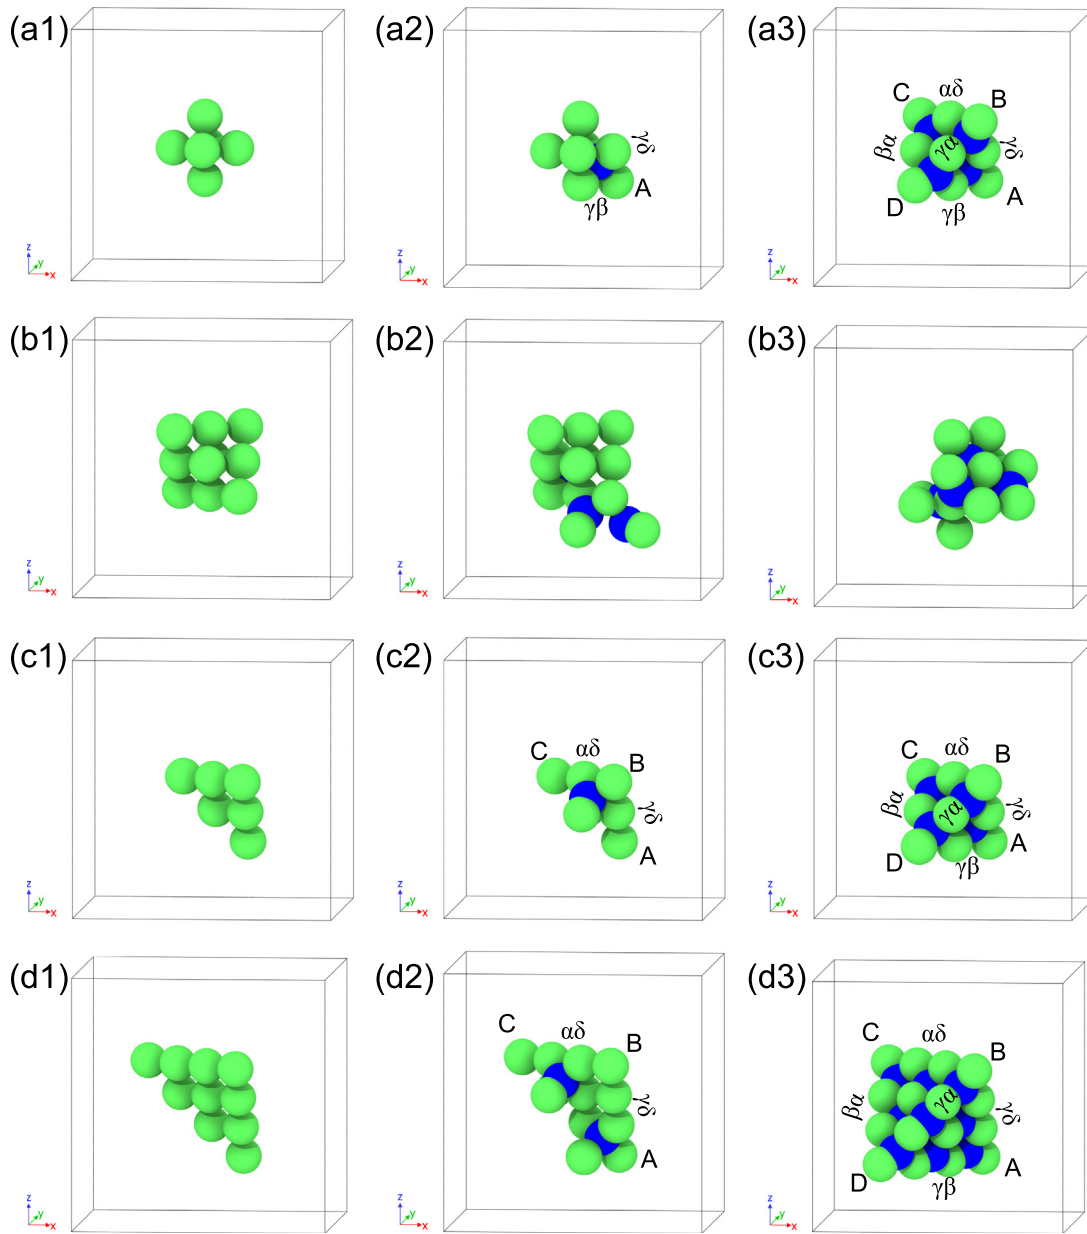 (a1)
z
y
x
(a2)
γδ
A
γβ
z
y
x
(a3)
C
αδ
B
βα
γα
γδ
D
A
γβ
z
y
x
(b1)
z
y
x
(b2)
z
y
x
(b3)
z
y
x
(c1)
z
y
x
(c2)
C
αδ
B
γδ
A
z
y
x
(c3)
C
αδ
B
βα
γα
γδ
D
A
γβ
z
y
x
(d1)
z
y
x
(d2)
C
αδ
B
γδ
A
z
y
x
(d3)
C
αδ
B
βα
γα
γδ
D
A
γβ
z
y
x